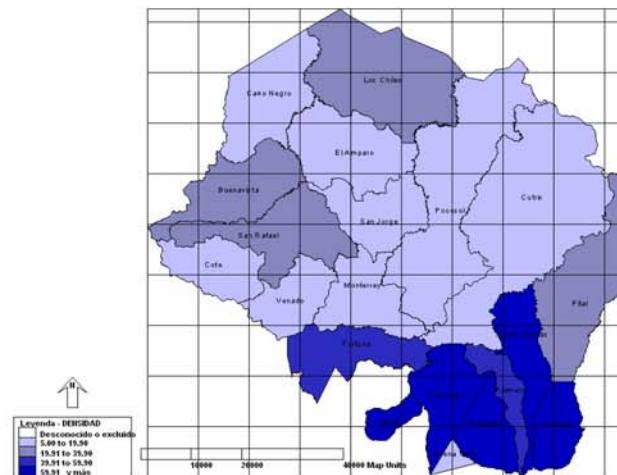 Los Chiles
Cano Negro
El Amparo
Buenavista
Cutris
Pocosol
San Jorge
San Rafael
Cote
Venado
Monterrey
Pital
Fortuna
N
Leyenda - DENSIDAD
Desconocido o excluido
5.00 to 19.90
19.91 to 39.90
39.91 to 59.90
59.91 y más
10000 20000 40000 Map Units